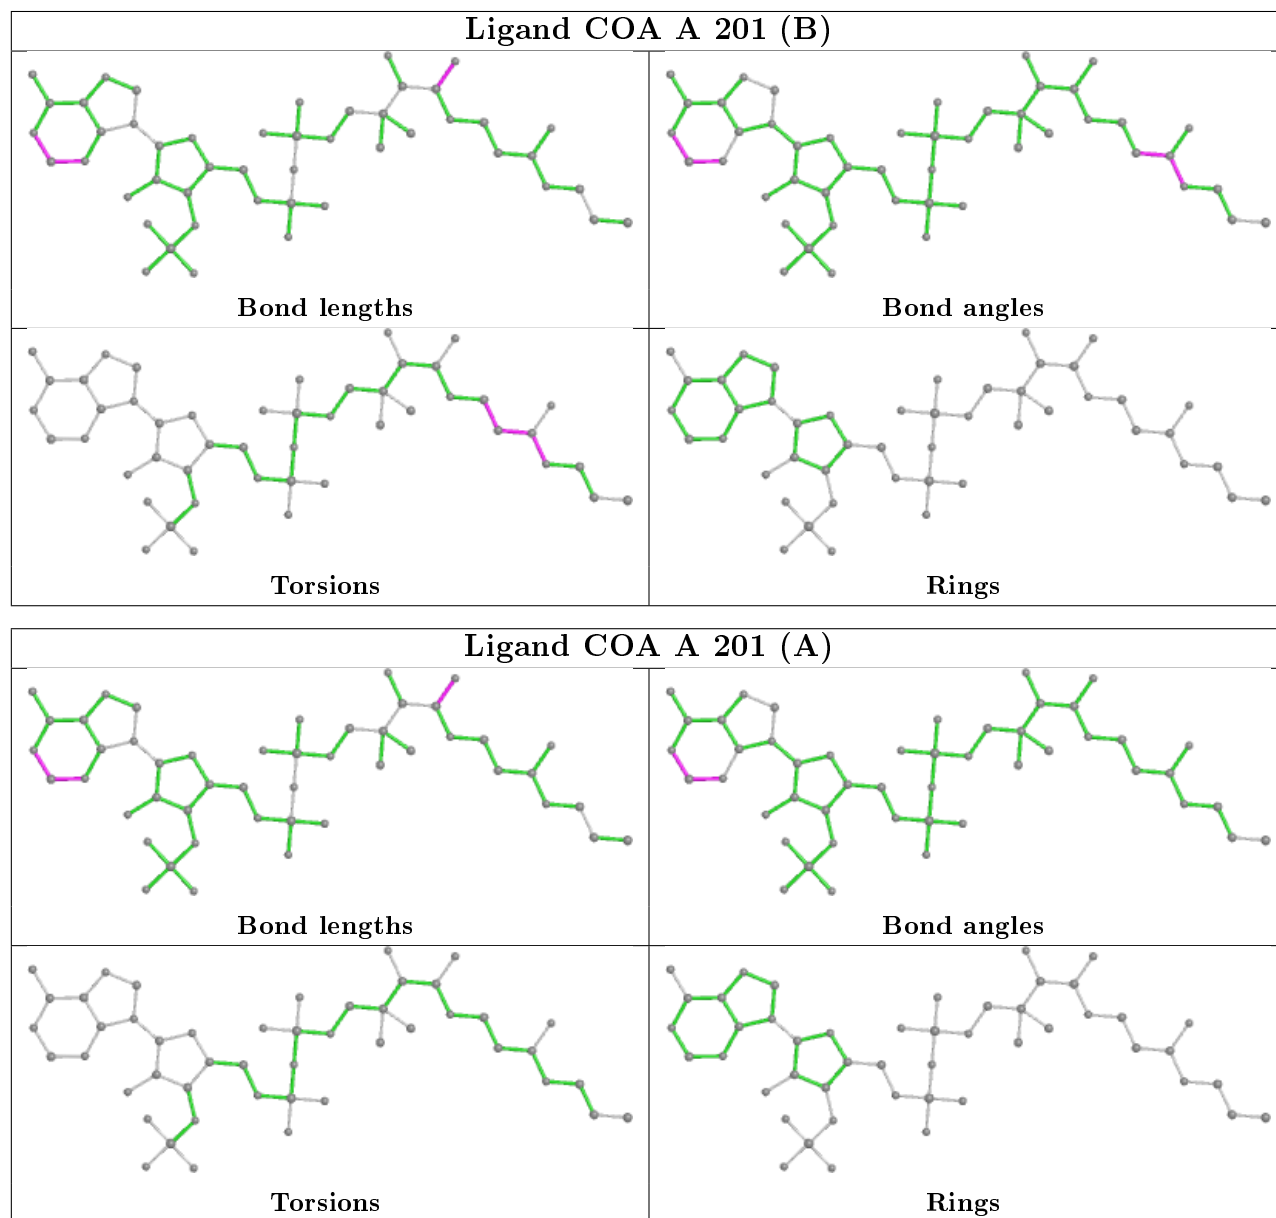 Ligand COA A 201 (B)
Bond lengths
Bond angles
Torsions
Rings
Ligand COA A 201 (A)
Bond lengths
Bond angles
Torsions
Rings